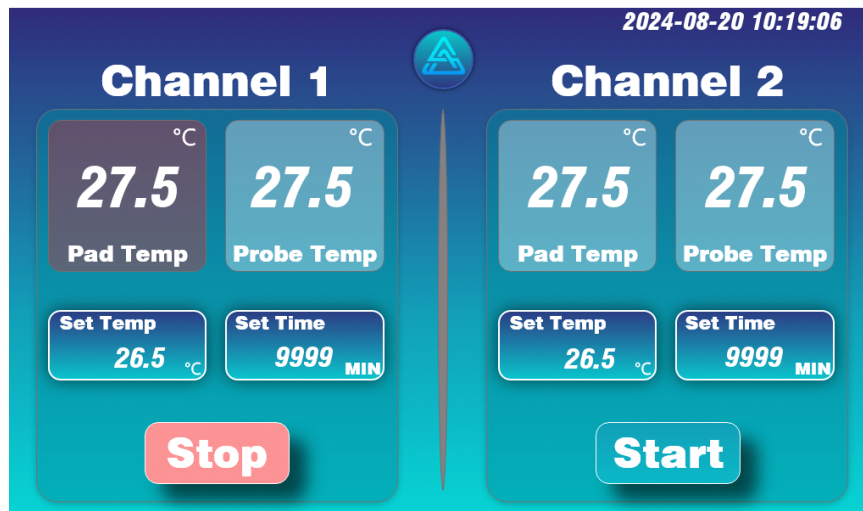 2024-08-20 10:19:06
Channel 1
°C
27.5
Pad Temp
°C
27.5
Probe Temp
Set Temp
26.5 °C
Set Time
9999 MIN
Stop
Channel 2
°C
27.5
Pad Temp
°C
27.5
Probe Temp
Set Temp
26.5 °C
Set Time
9999 MIN
Start